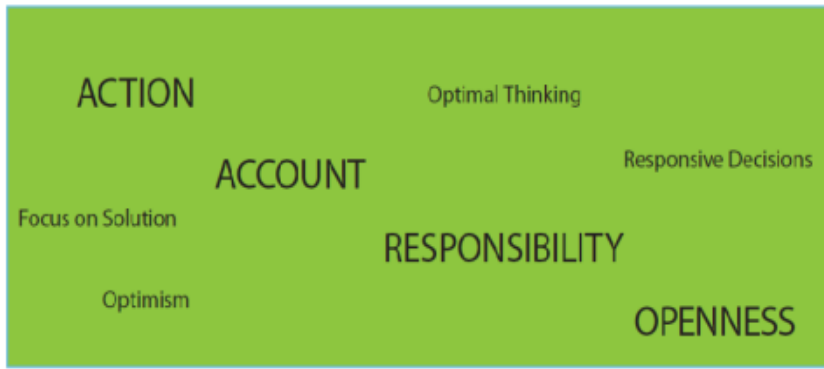 ACTION
Optimal Thinking
Responsive Decisions
ACCOUNT
Focus on Solution
RESPONSIBILITY
Optimism
OPENNESS